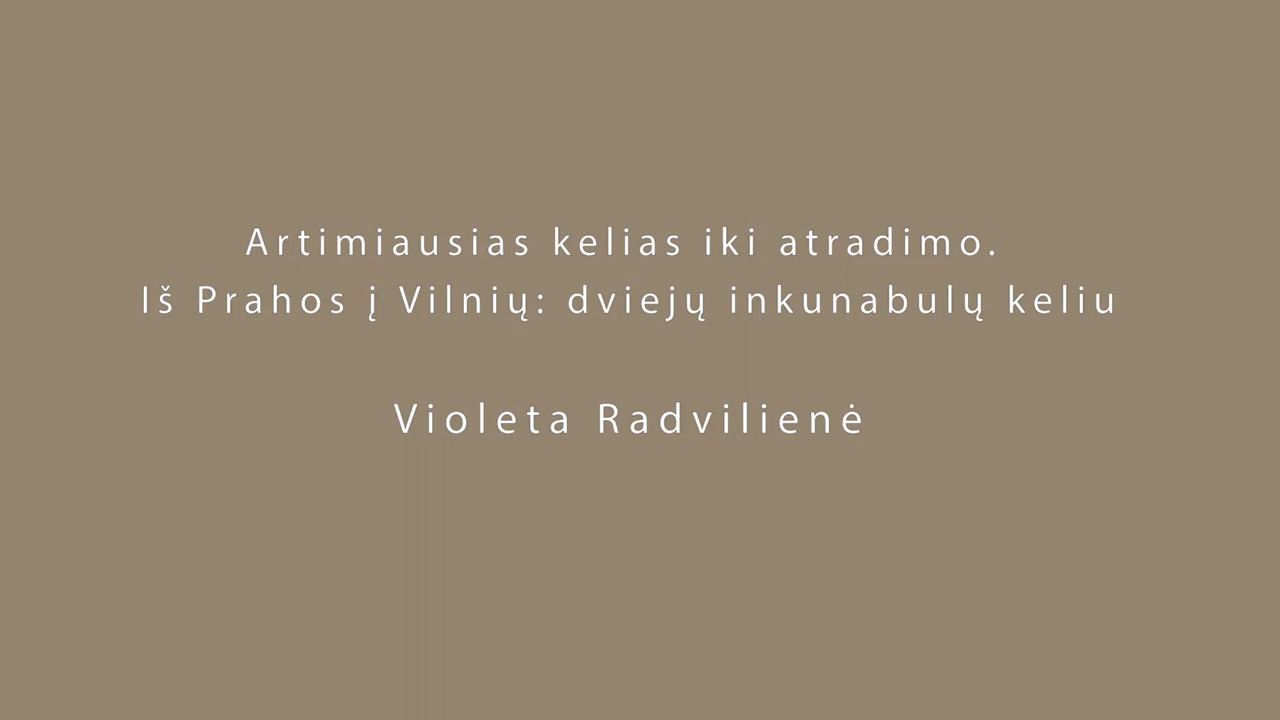 Artimiausias kelias iki atradimo.
Iš Prahos į Vilnių: dviejų inkunabulų keliu
Violeta Radvilienė